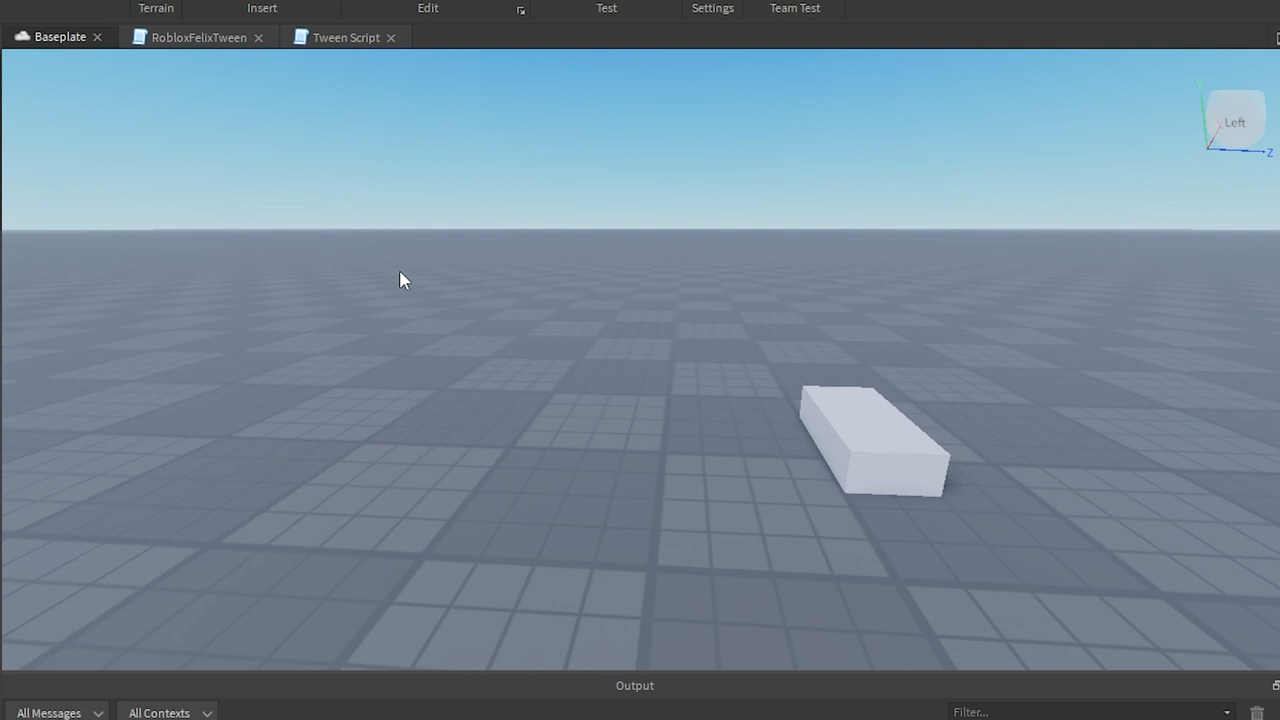 Terrain Insert Edit Test Settings Team Test
Baseplate RobloxFelixTween Tween Script
Left
Z
Output
All Messages All Contexts Filter...